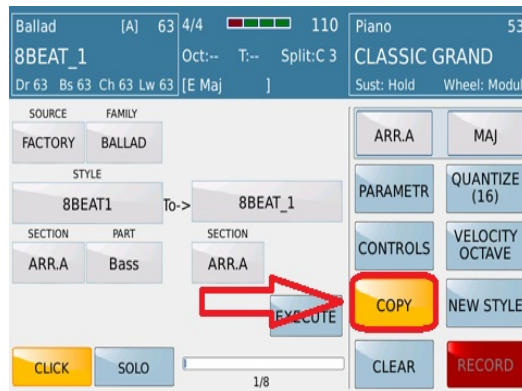 Ballad [A] 63 4/4 110 Piano 53
8BEAT_1 Oct:-- T:-- Split:C 3 CLASSIC GRAND
Dr 63 Bs 63 Ch 63 Lw 63 [E Maj ] Sust: Hold Wheel: Modul
SOURCE FAMILY
FACTORY BALLAD
STYLE
8BEAT1 To-> 8BEAT_1
SECTION PART SECTION
ARR.A Bass ARR.A
EXECUTE
CLICK SOLO
1/8
ARR.A MAJ
PARAMETR QUANTIZE
(16)
CONTROLS VELOCITY
OCTAVE
COPY NEW STYLE
CLEAR RECORD